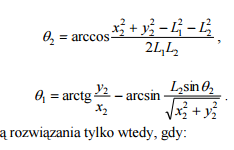 θ₂ = arccos (x₂² + y₂² − L₁² − L₂²) / (2L₁L₂) ,
θ₁ = arctg (y₂ / x₂) − arcsin (L₂ sin θ₂ / √(x₂² + y₂²)) .
ą rozwiązania tylko wtedy, gdy: